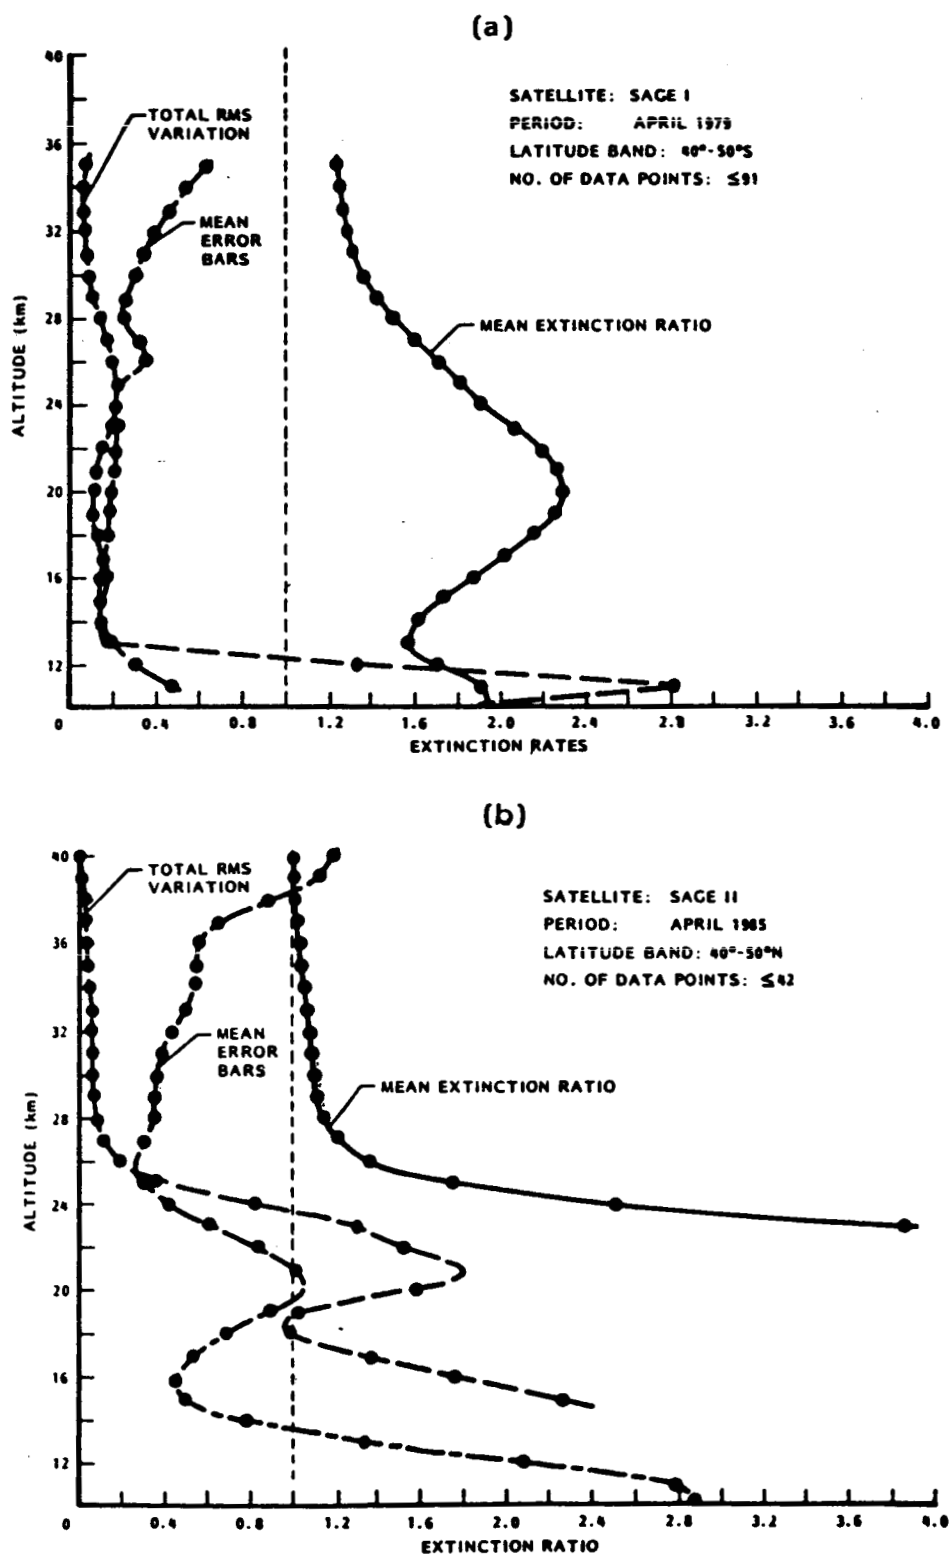 (a)
40
36
32
28
24
20
16
12
ALTITUDE (km)
TOTAL RMS
VARIATION
MEAN
ERROR
BARS
MEAN EXTINCTION RATIO
SATELLITE: SAGE I
PERIOD: APRIL 1979
LATITUDE BAND: 40°-50°S
NO. OF DATA POINTS: ≤91
0 0.4 0.8 1.2 1.6 2.0 2.4 2.8 3.2 3.6 4.0
EXTINCTION RATES
(b)
40
36
32
28
24
20
16
12
ALTITUDE (km)
TOTAL RMS
VARIATION
MEAN
ERROR
BARS
MEAN EXTINCTION RATIO
SATELLITE: SAGE II
PERIOD: APRIL 1985
LATITUDE BAND: 40°-50°N
NO. OF DATA POINTS: ≤42
0 0.4 0.8 1.2 1.6 2.0 2.4 2.8 3.2 3.6 4.0
EXTINCTION RATIO